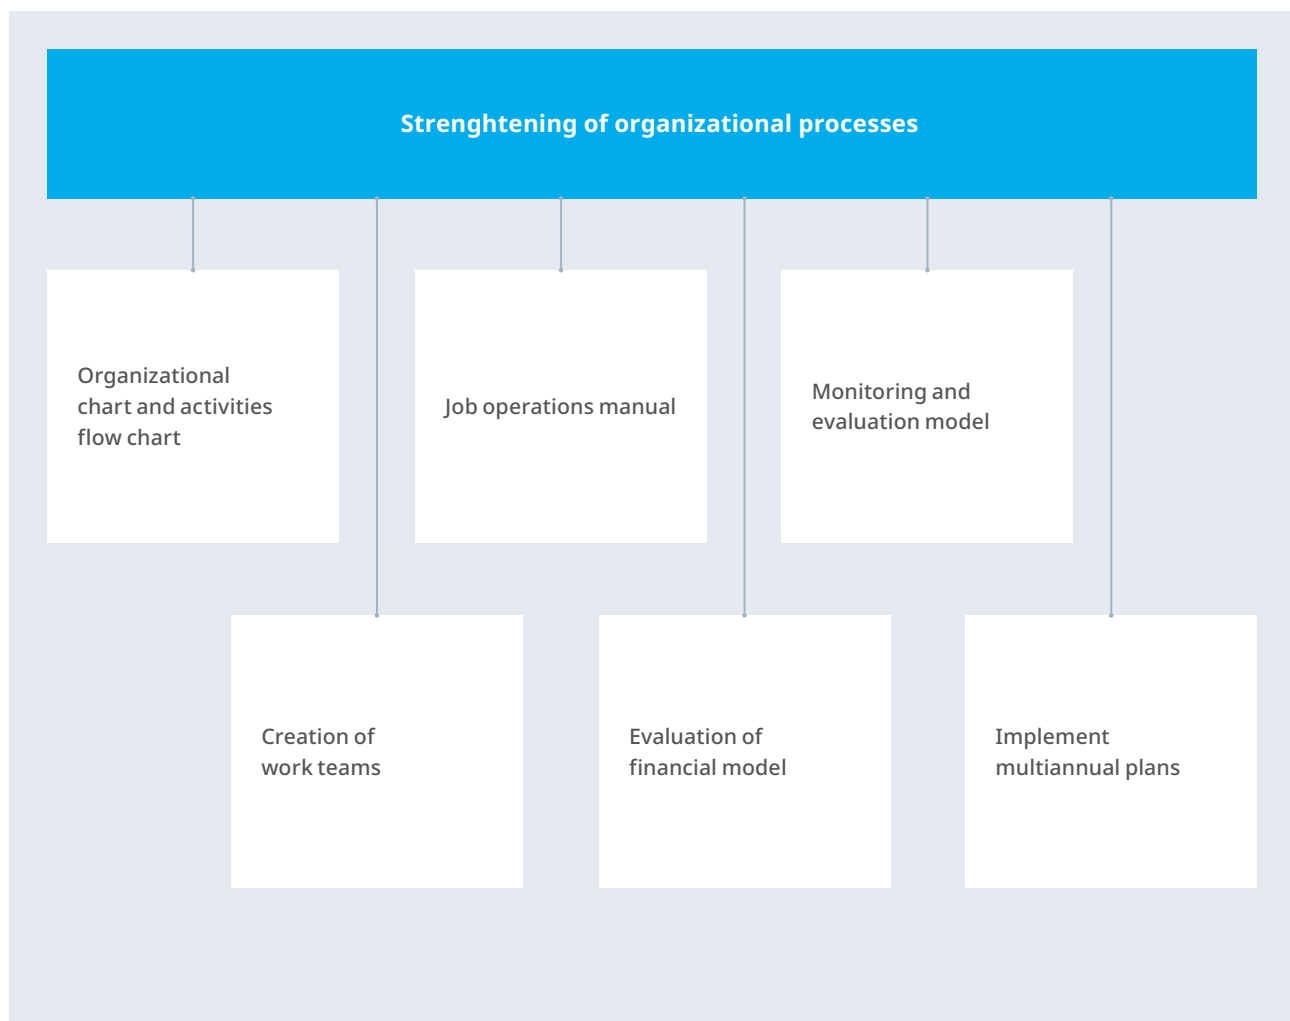 Strenghtening of organizational processes
Organizational
chart and activities
flow chart
Job operations manual
Monitoring and
evaluation model
Creation of
work teams
Evaluation of
financial model
Implement
multiannual plans